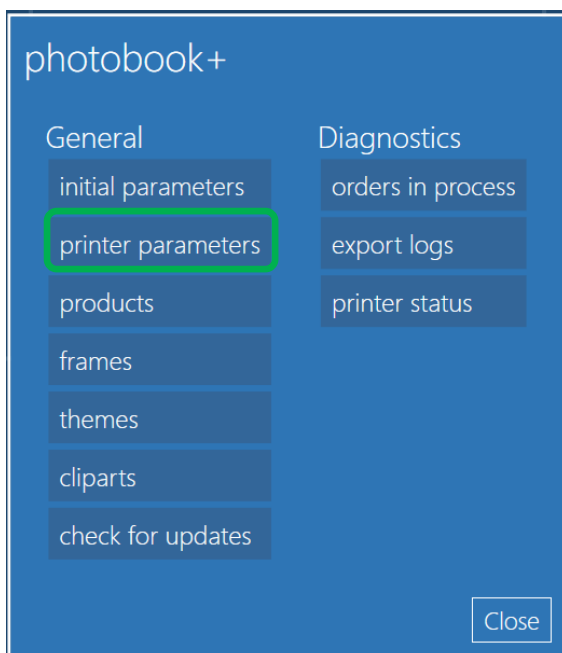 photobook+
General
initial parameters
printer parameters
products
frames
themes
cliparts
check for updates
Diagnostics
orders in process
export logs
printer status
Close